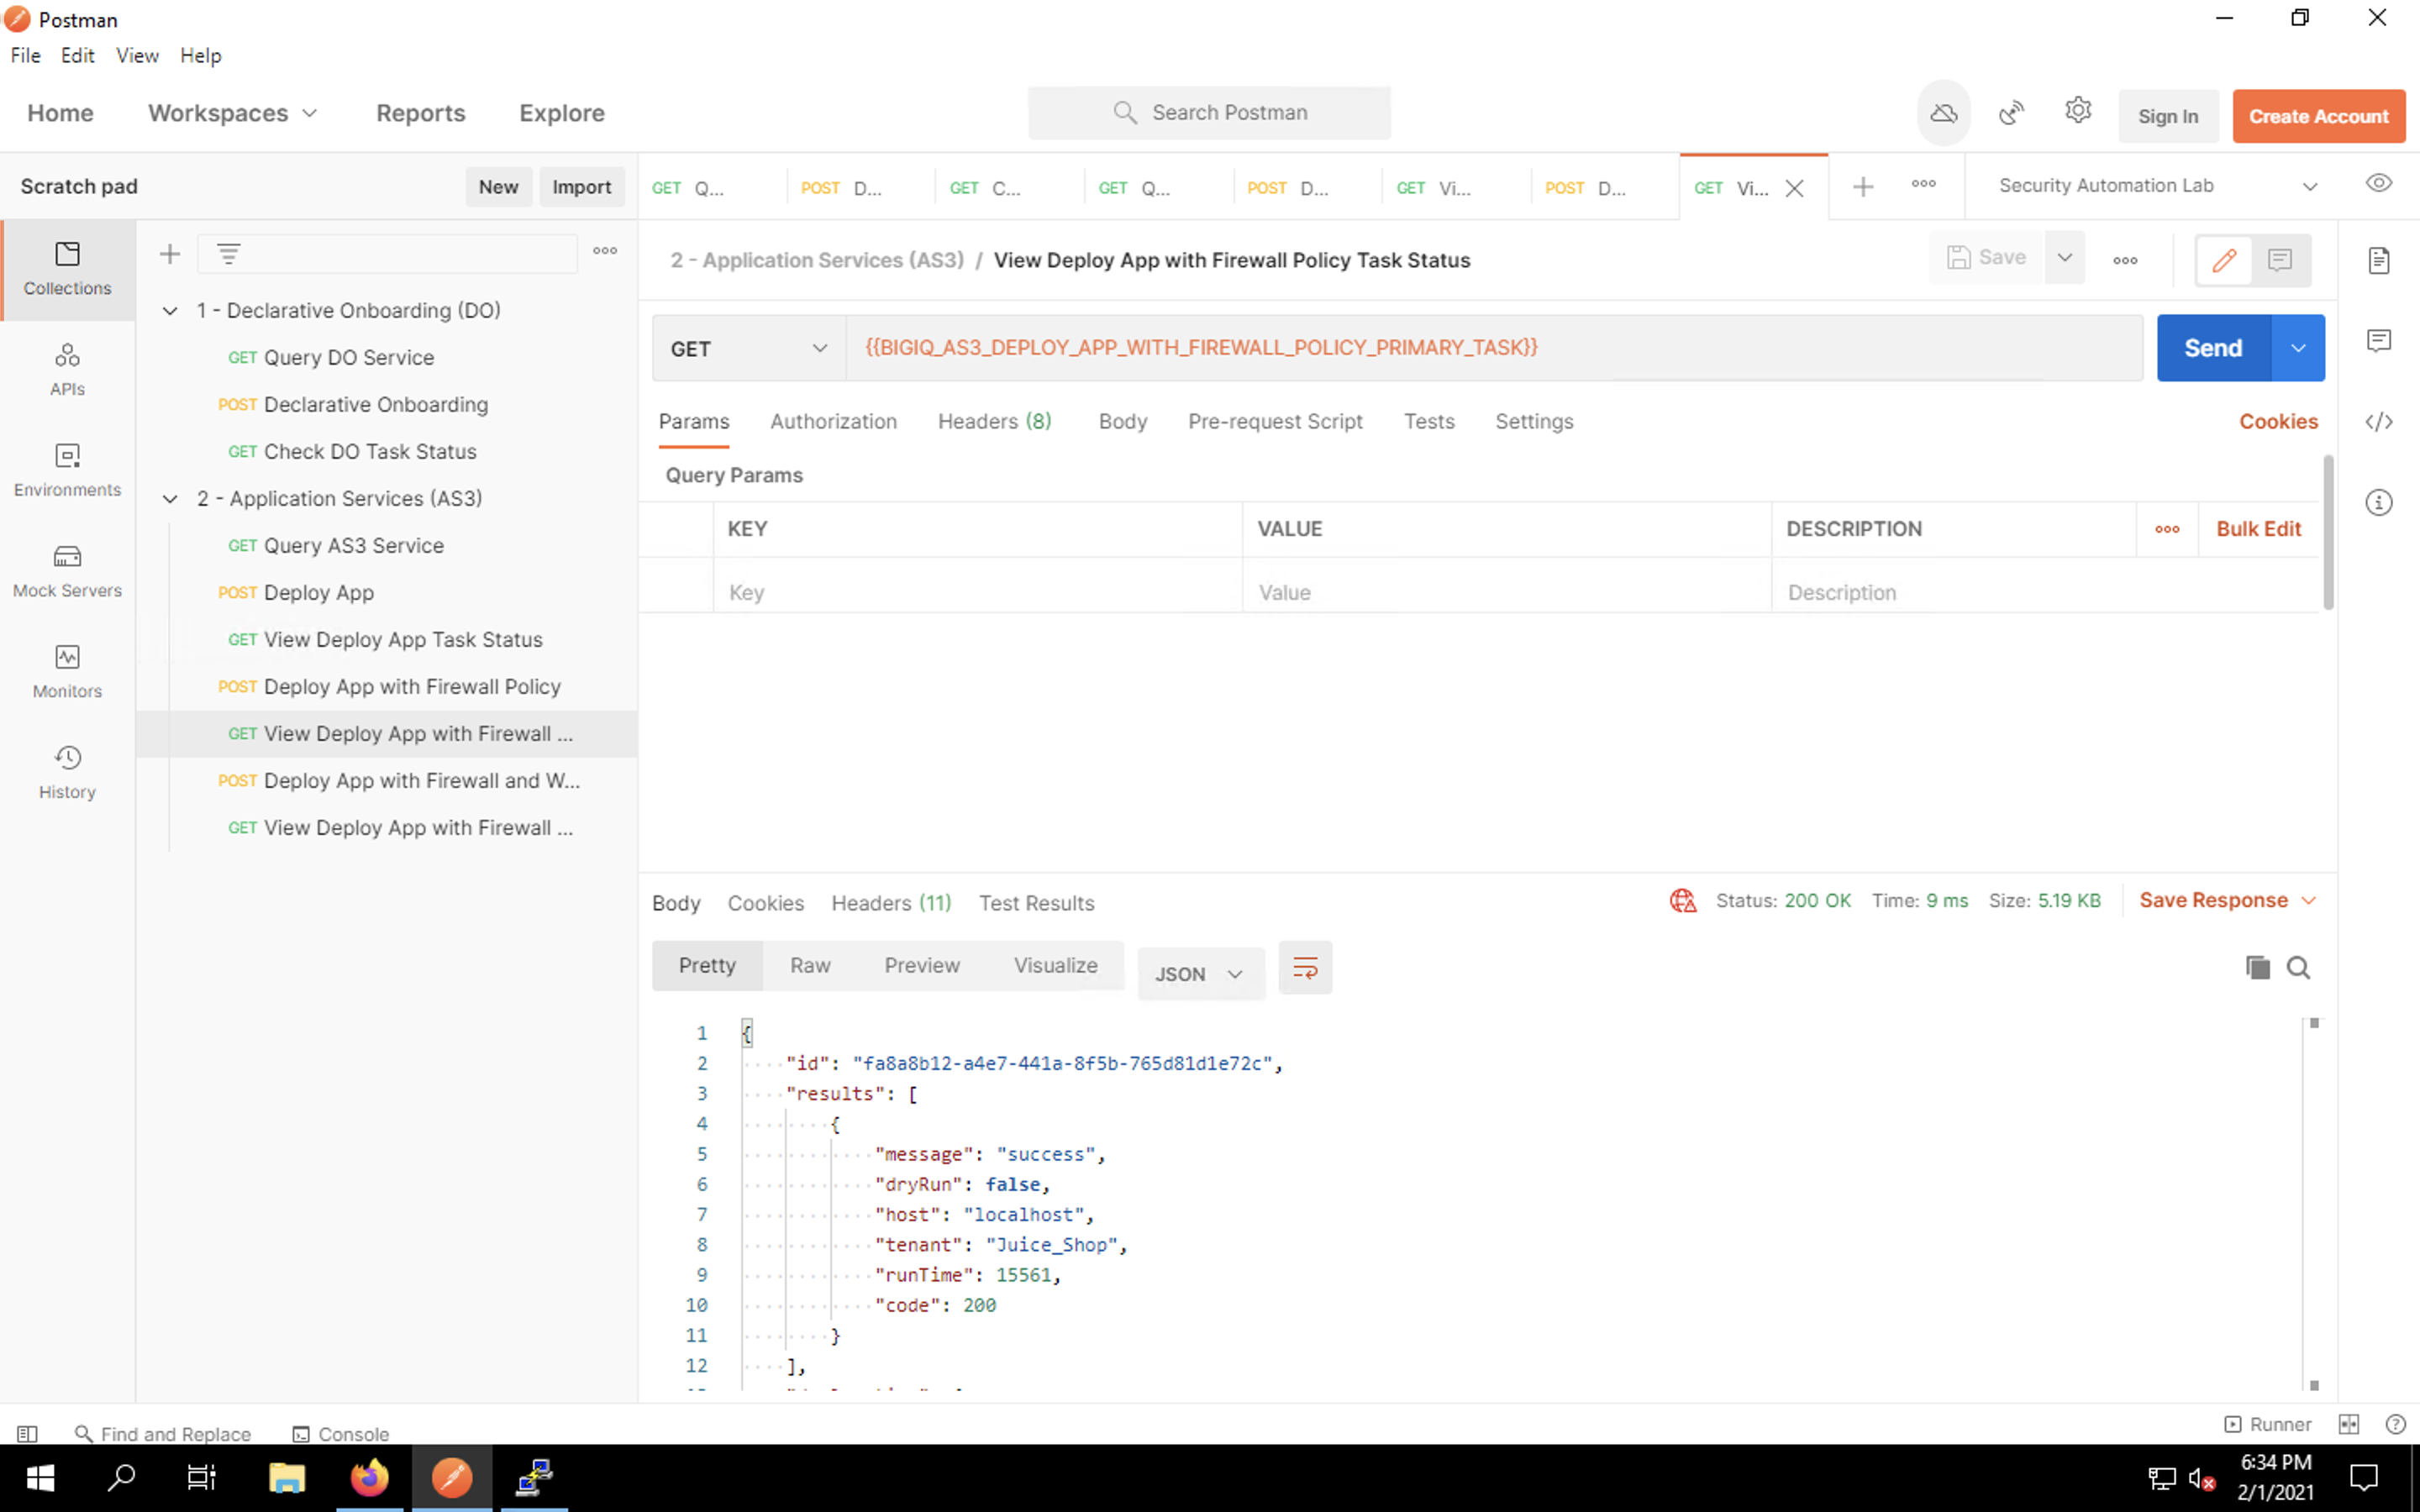 Postman
File Edit View Help
Home Workspaces Reports Explore Search Postman Sign In Create Account
Scratch pad New Import GET Q... POST D... GET C... GET Q... POST D... GET Vi... POST D... GET Vi... Security Automation Lab
Collections
APIs
Environments
Mock Servers
Monitors
History
1 - Declarative Onboarding (DO)
GET Query DO Service
POST Declarative Onboarding
GET Check DO Task Status
2 - Application Services (AS3)
GET Query AS3 Service
POST Deploy App
GET View Deploy App Task Status
POST Deploy App with Firewall Policy
GET View Deploy App with Firewall ...
POST Deploy App with Firewall and W...
GET View Deploy App with Firewall ...
2 - Application Services (AS3) / View Deploy App with Firewall Policy Task Status Save
GET {{BIGIQ_AS3_DEPLOY_APP_WITH_FIREWALL_POLICY_PRIMARY_TASK}} Send
Params Authorization Headers (8) Body Pre-request Script Tests Settings Cookies
Query Params
KEY VALUE DESCRIPTION Bulk Edit
Key Value Description
Body Cookies Headers (11) Test Results Status: 200 OK Time: 9 ms Size: 5.19 KB Save Response
Pretty Raw Preview Visualize JSON
1 {
2 "id": "fa8a8b12-a4e7-441a-8f5b-765d81d1e72c",
3 "results": [
4 {
5 "message": "success",
6 "dryRun": false,
7 "host": "localhost",
8 "tenant": "Juice_Shop",
9 "runTime": 15561,
10 "code": 200
11 }
12 ],
Find and Replace Console Runner
6:34 PM
2/1/2021